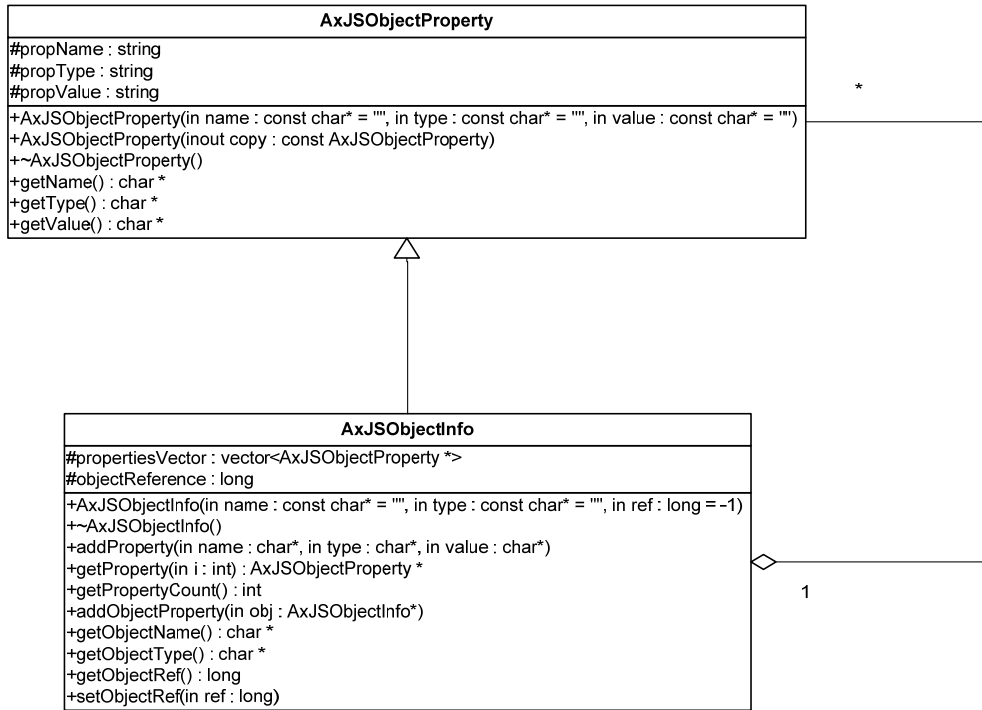 AxJSObjectProperty
#propName : string
#propType : string
#propValue : string
*
+AxJSObjectProperty(in name : const char* = "", in type : const char* = "", in value : const char* = "")
+AxJSObjectProperty(inout copy : const AxJSObjectProperty)
+~AxJSObjectProperty()
+getName() : char *
+getType() : char *
+getValue() : char *
AxJSObjectInfo
#propertiesVector : vector<AxJSObjectProperty *>
#objectReference : long
+AxJSObjectInfo(in name : const char* = "", in type : const char* = "", in ref : long = -1)
+~AxJSObjectInfo()
+addProperty(in name : char*, in type : char*, in value : char*)
+getProperty(in i : int) : AxJSObjectProperty *
+getPropertyCount() : int
1
+addObjectProperty(in obj : AxJSObjectInfo*)
+getObjectName() : char *
+getObjectType() : char *
+getObjectRef() : long
+setObjectRef(in ref : long)